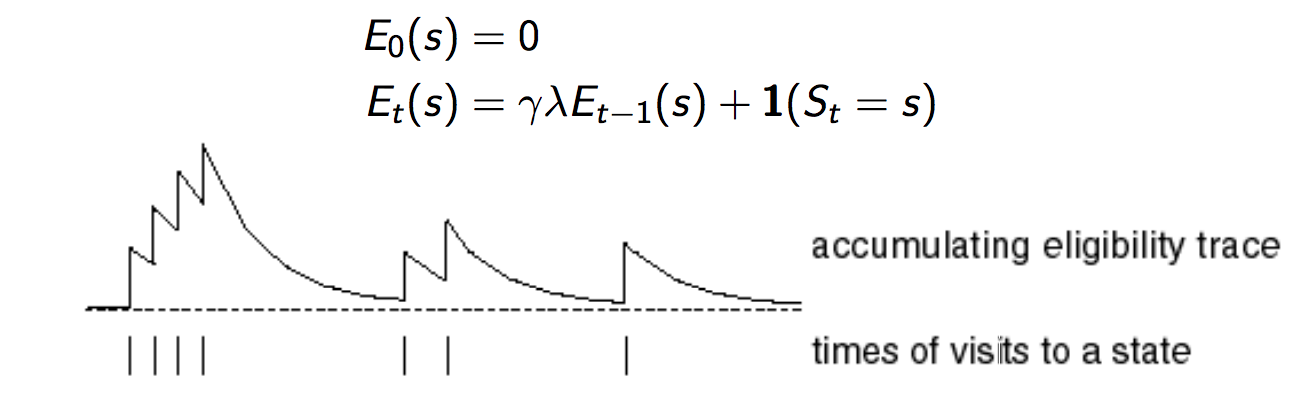 E₀(s) = 0
Eₜ(s) = γλEₜ₋₁(s) + 1(Sₜ = s)
accumulating eligibility trace
times of visits to a state